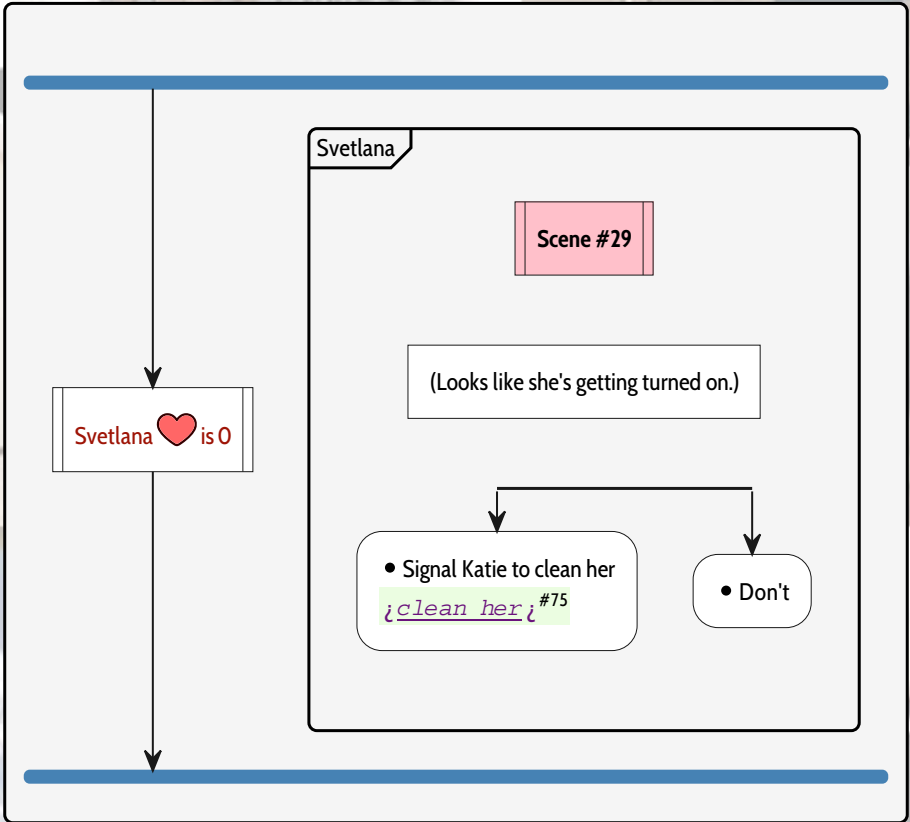 Svetlana
Scene #29
(Looks like she's getting turned on.)
Svetlana is 0
• Signal Katie to clean her
¿clean her¿ #75
• Don't